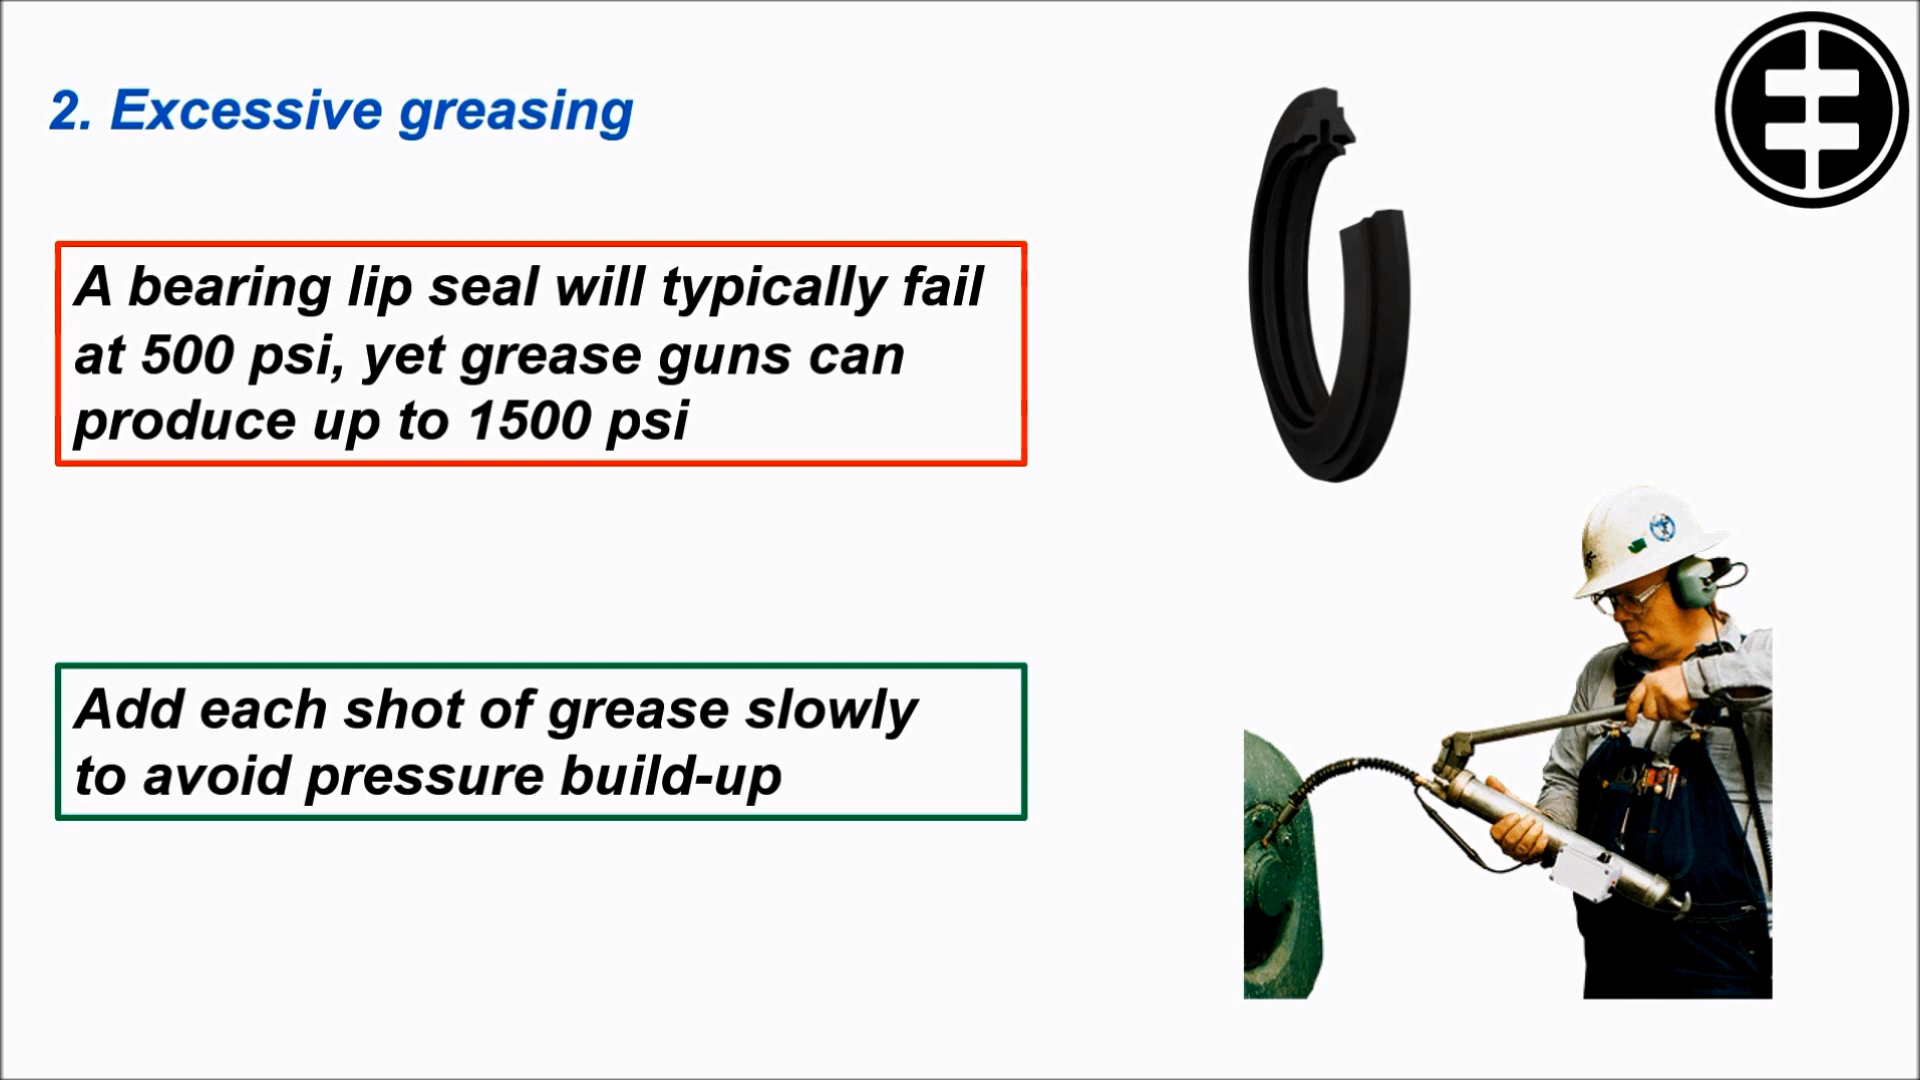 2. Excessive greasing
A bearing lip seal will typically fail
at 500 psi, yet grease guns can
produce up to 1500 psi
Add each shot of grease slowly
to avoid pressure build-up